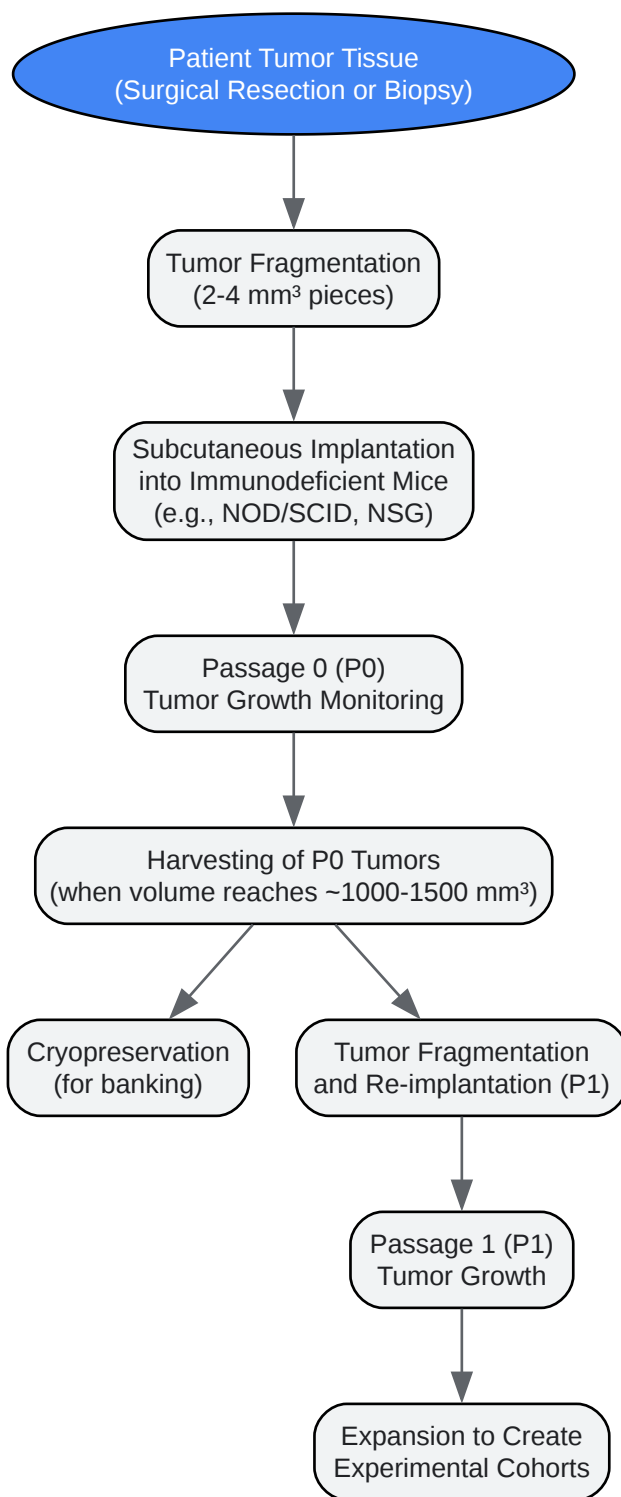 Patient Tumor Tissue
(Surgical Resection or Biopsy)
Tumor Fragmentation
(2-4 mm³ pieces)
Subcutaneous Implantation
into Immunodeficient Mice
(e.g., NOD/SCID, NSG)
Passage 0 (P0)
Tumor Growth Monitoring
Harvesting of P0 Tumors
(when volume reaches ~1000-1500 mm³)
Cryopreservation
(for banking)
Tumor Fragmentation
and Re-implantation (P1)
Passage 1 (P1)
Tumor Growth
Expansion to Create
Experimental Cohorts